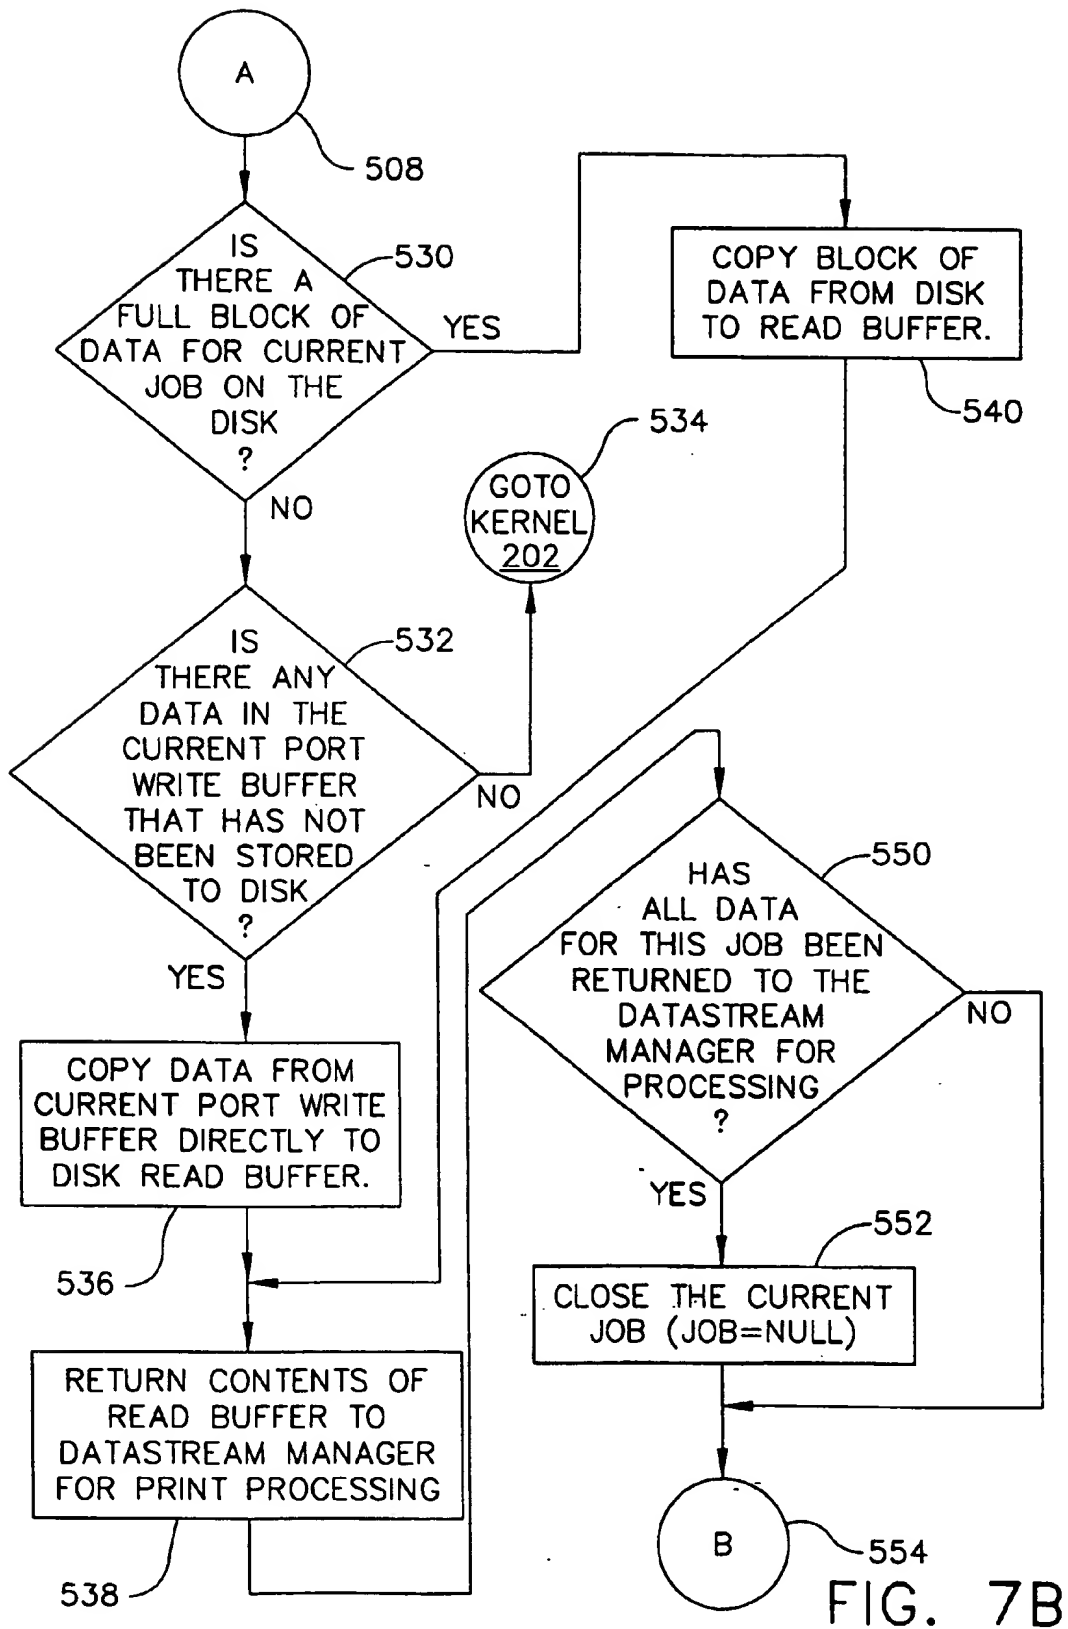 A
508
IS
THERE A
FULL BLOCK OF
DATA FOR CURRENT
JOB ON THE
DISK
?
530
YES
NO
COPY BLOCK OF
DATA FROM DISK
TO READ BUFFER.
540
534
GOTO
KERNEL
202
IS
THERE ANY
DATA IN THE
CURRENT PORT
WRITE BUFFER
THAT HAS NOT
BEEN STORED
TO DISK
?
532
NO
YES
COPY DATA FROM
CURRENT PORT WRITE
BUFFER DIRECTLY TO
DISK READ BUFFER.
536
RETURN CONTENTS OF
READ BUFFER TO
DATASTREAM MANAGER
FOR PRINT PROCESSING
538
HAS
ALL DATA
FOR THIS JOB BEEN
RETURNED TO THE
DATASTREAM
MANAGER FOR
PROCESSING
?
550
NO
YES
552
CLOSE THE CURRENT
JOB (JOB=NULL)
B
554
FIG. 7B